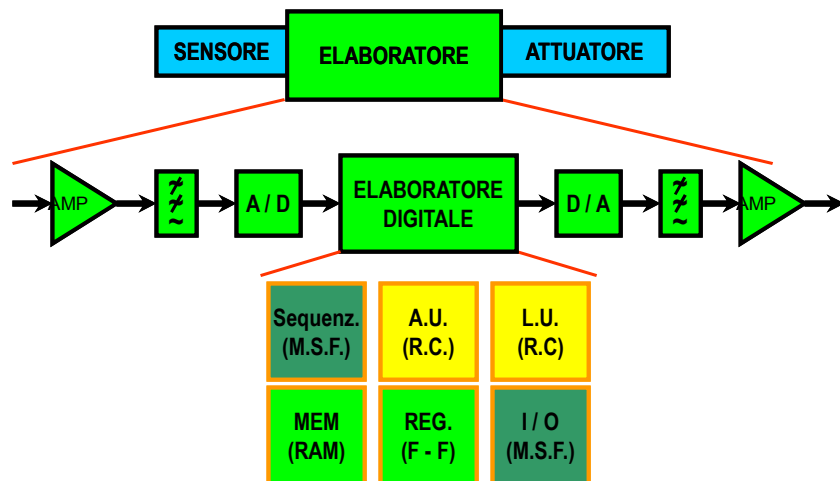 SENSORE
ELABORATORE
ATTUATORE
AMP
A / D
ELABORATORE
DIGITALE
D / A
AMP
Sequenz.
(M.S.F.)
A.U.
(R.C.)
L.U.
(R.C)
MEM
(RAM)
REG.
(F - F)
I / O
(M.S.F.)